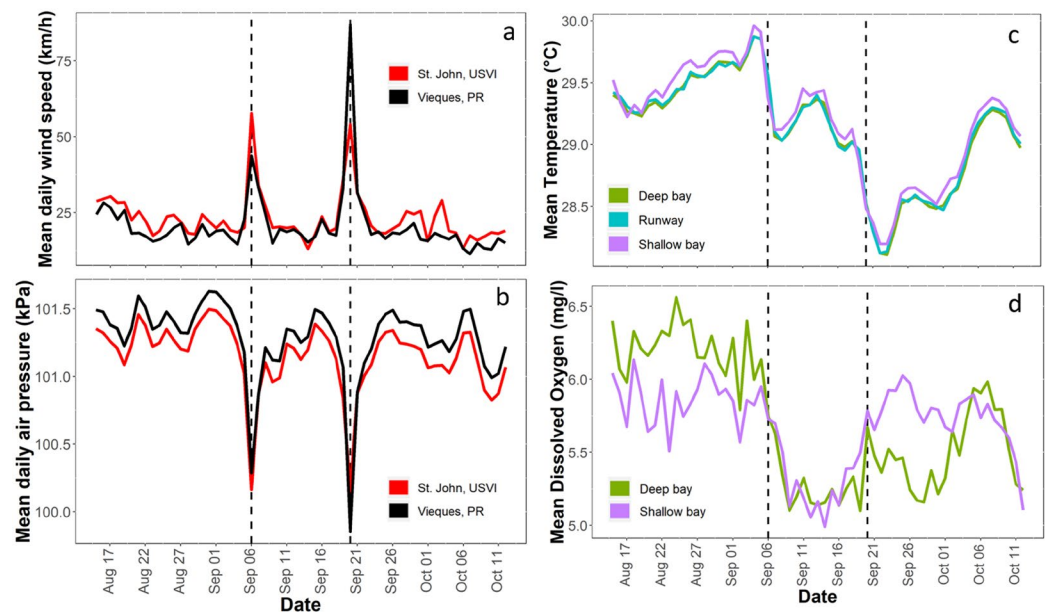 a
Mean daily wind speed (km/h)
75
50
25
St. John, USVI
Vieques, PR
b
Mean daily air pressure (kPa)
101.5
101.0
100.5
100.0
St. John, USVI
Vieques, PR
Aug 17
Aug 22
Aug 27
Sep 01
Sep 06
Sep 11
Sep 16
Sep 21
Sep 26
Oct 01
Oct 06
Oct 11
Date
c
Mean Temperature (°C)
30.0
29.5
29.0
28.5
Deep bay
Runway
Shallow bay
d
Mean Dissolved Oxygen (mg/l)
6.5
6.0
5.5
5.0
Deep bay
Shallow bay
Aug 17
Aug 22
Aug 27
Sep 01
Sep 06
Sep 11
Sep 16
Sep 21
Sep 26
Oct 01
Oct 06
Oct 11
Date